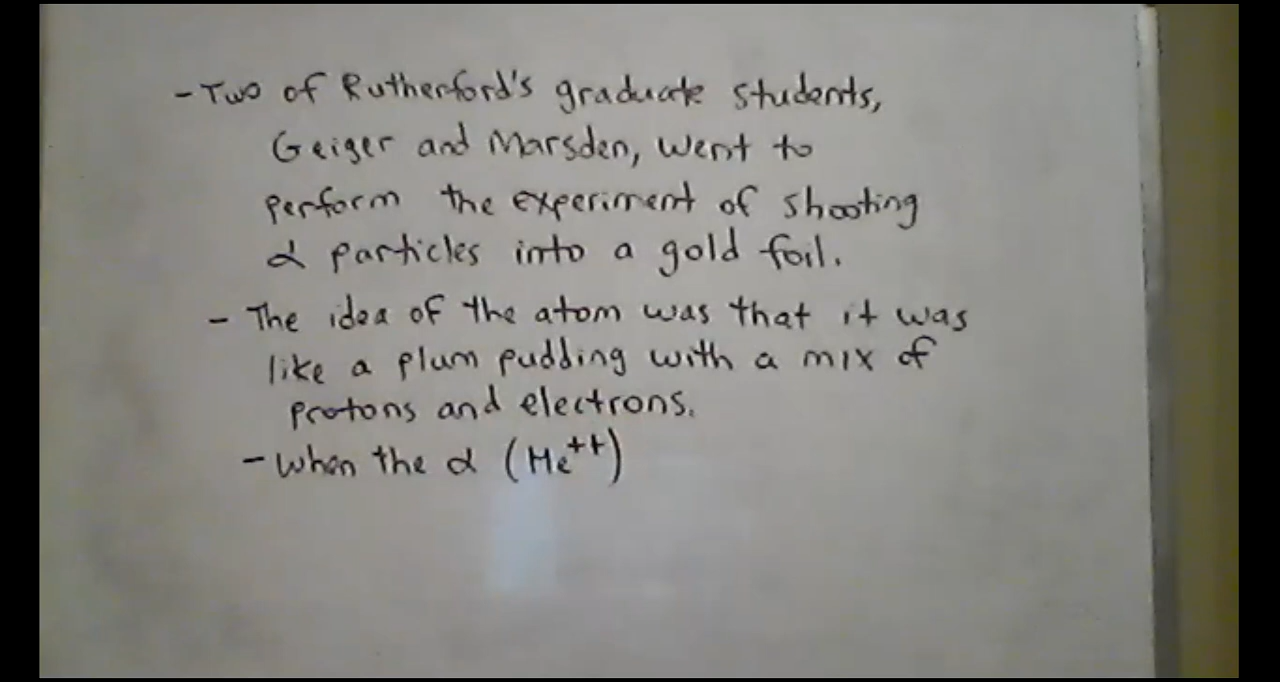 - Two of Rutherford's graduate students,
Geiger and Marsden, went to
perform the experiment of shooting
α particles into a gold foil.
- The idea of the atom was that it was
like a plum pudding with a mix of
protons and electrons.
- When the α (He⁺⁺)